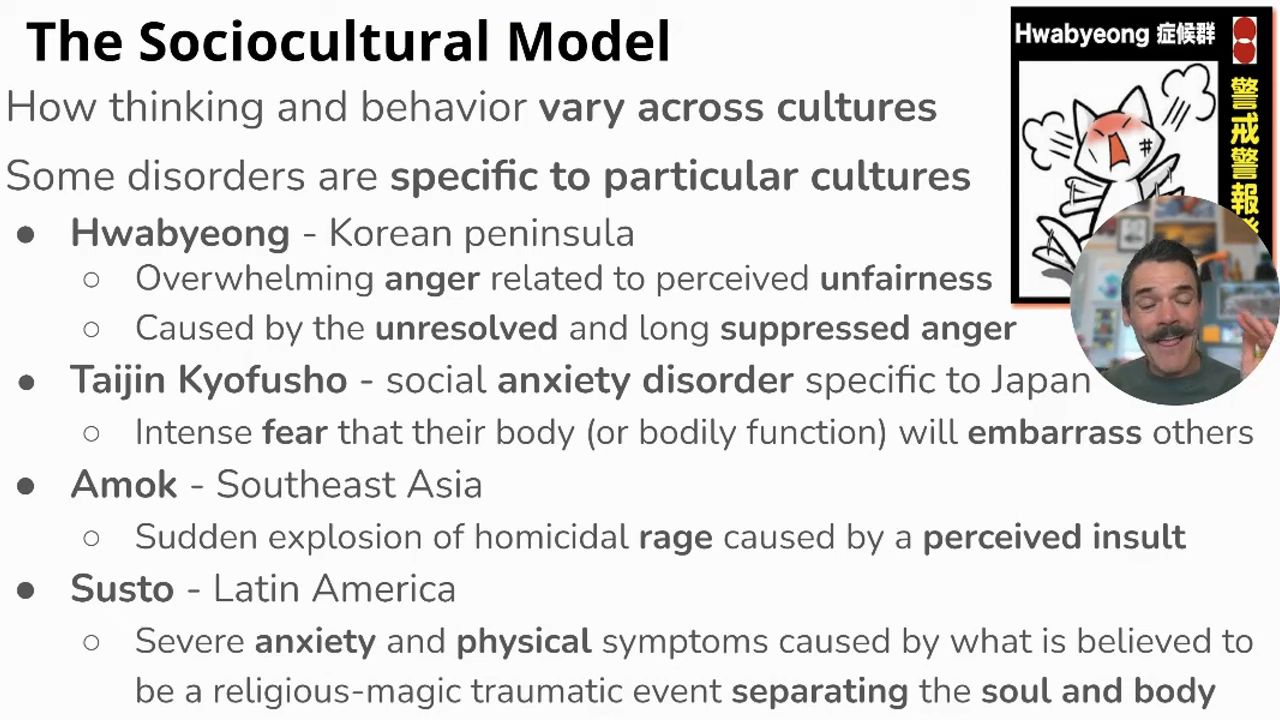 The Sociocultural Model
How thinking and behavior vary across cultures
Some disorders are specific to particular cultures
● Hwabyeong - Korean peninsula
○ Overwhelming anger related to perceived unfairness
○ Caused by the unresolved and long suppressed anger
● Taijin Kyofusho - social anxiety disorder specific to Japan
○ Intense fear that their body (or bodily function) will embarrass others
● Amok - Southeast Asia
○ Sudden explosion of homicidal rage caused by a perceived insult
● Susto - Latin America
○ Severe anxiety and physical symptoms caused by what is believed to
be a religious-magic traumatic event separating the soul and body
Hwabyeong 症候群
警戒警報